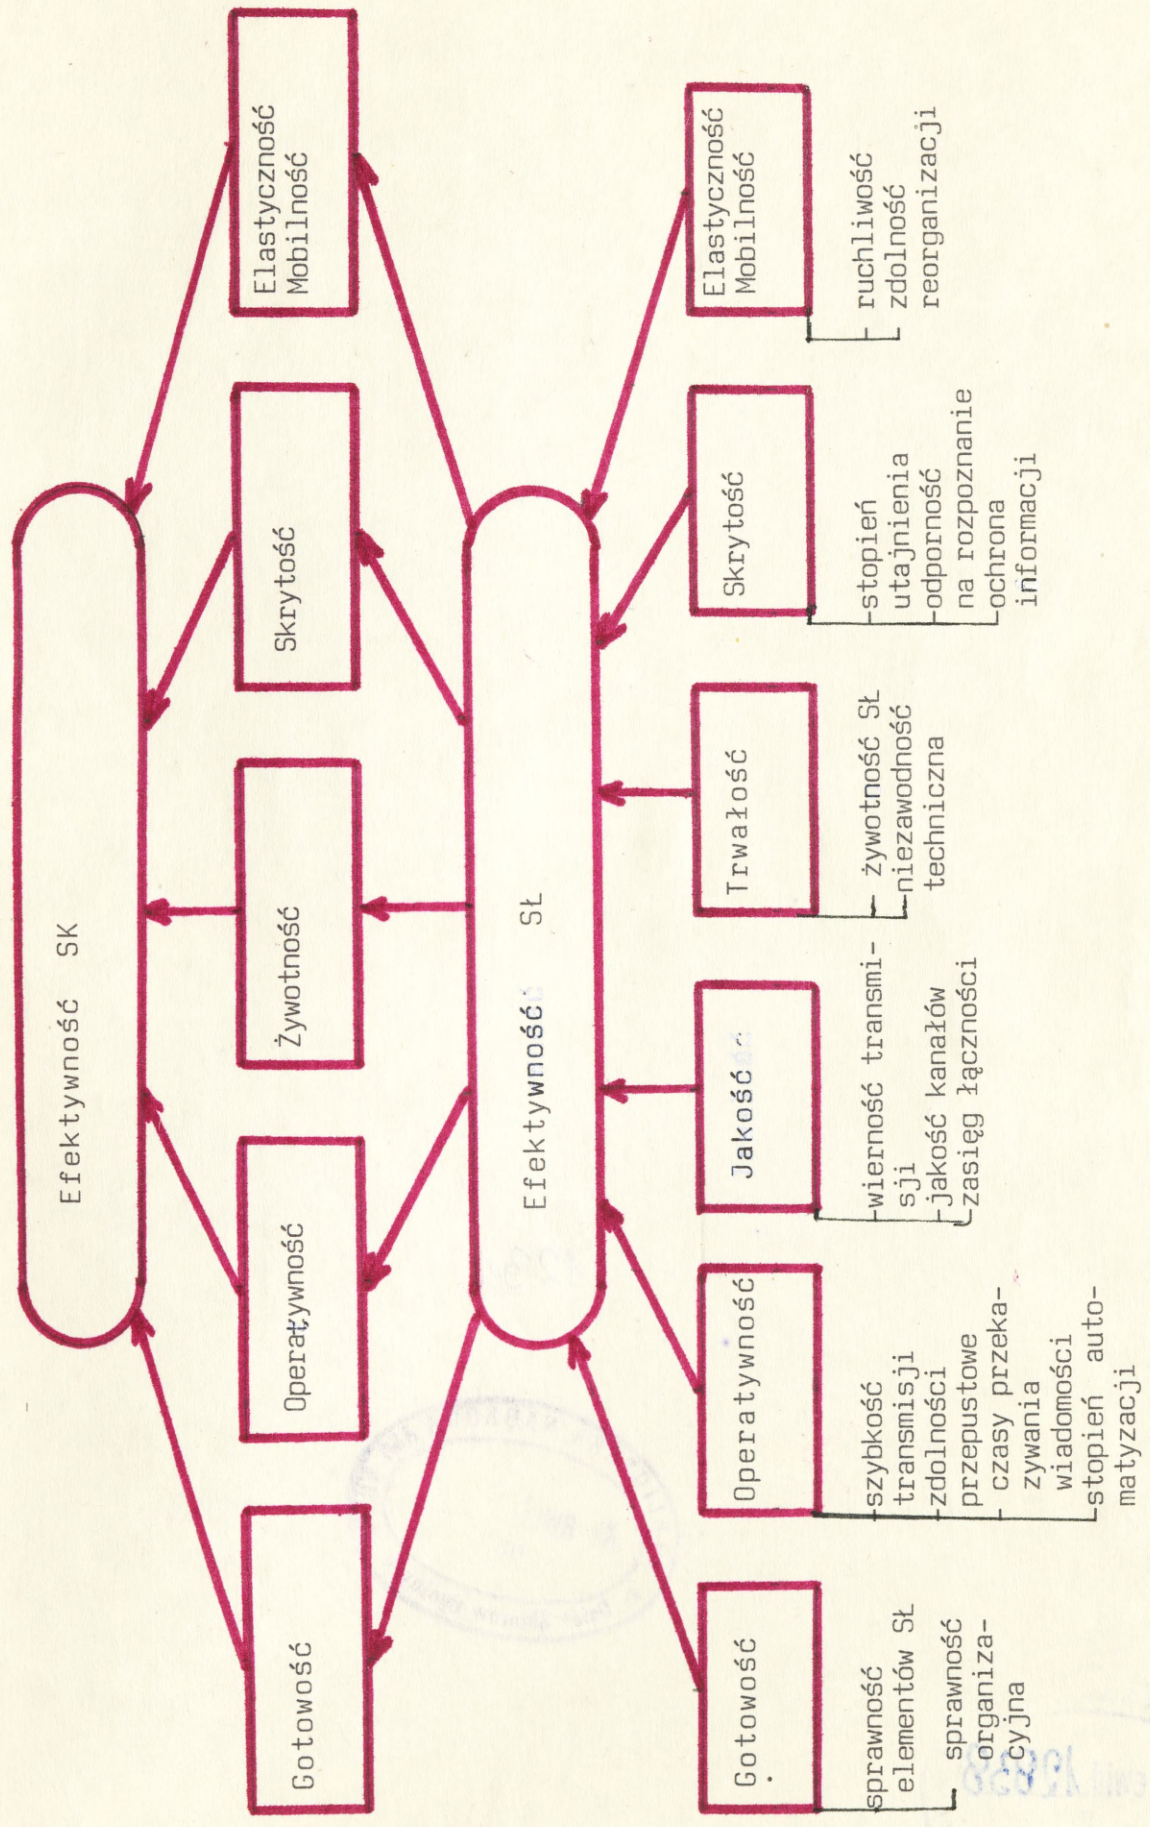 Efektywność SK
Gotowość
Operatywność
Żywotność
Skrytość
Elastyczność
Mobilność
Efektywność SŁ
Gotowość
Operatywność
Jakość
Trwałość
Skrytość
Elastyczność
Mobilność
sprawność
elementów SŁ
sprawność
organiza-
cyjna
szybkość
transmisji
zdolności
przepustowe
czasy przeka-
zywania
wiadomości
stopień auto-
matyzacji
wierność transmi-
sji
jakość kanałów
zasięg łączności
żywotność SŁ
niezawodność
techniczna
stopień
utajnienia
odporność
na rozpoznanie
ochrona
informacji
ruchliwość
zdolność
reorganizacji